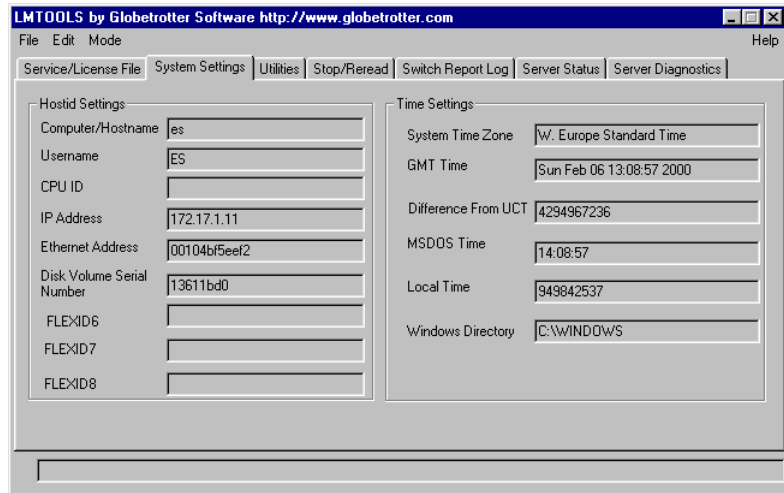 LMTOOLS by Globetrotter Software http://www.globetrotter.com
File Edit Mode Help
Service/License File System Settings Utilities Stop/Reread Switch Report Log Server Status Server Diagnostics
Hostid Settings
Computer/Hostname es
Username ES
CPU ID
IP Address 172.17.1.11
Ethernet Address 00104bf5eef2
Disk Volume Serial
Number 13611bd0
FLEXID6
FLEXID7
FLEXID8
Time Settings
System Time Zone W. Europe Standard Time
GMT Time Sun Feb 06 13:08:57 2000
Difference From UCT 4294967236
MSDOS Time 14:08:57
Local Time 949842537
Windows Directory C:\WINDOWS